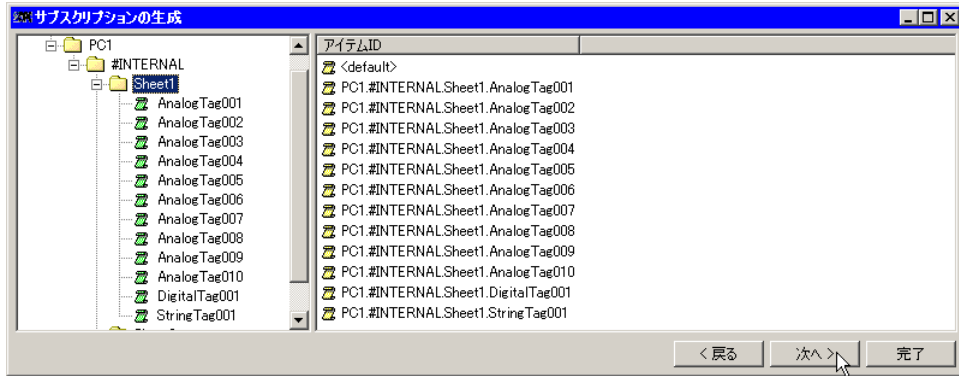 サブスクリプションの生成
PC1
#INTERNAL
Sheet1
AnalogTag001
AnalogTag002
AnalogTag003
AnalogTag004
AnalogTag005
AnalogTag006
AnalogTag007
AnalogTag008
AnalogTag009
AnalogTag010
DigitalTag001
StringTag001
アイテムID
<default>
PC1.#INTERNAL.Sheet1.AnalogTag001
PC1.#INTERNAL.Sheet1.AnalogTag002
PC1.#INTERNAL.Sheet1.AnalogTag003
PC1.#INTERNAL.Sheet1.AnalogTag004
PC1.#INTERNAL.Sheet1.AnalogTag005
PC1.#INTERNAL.Sheet1.AnalogTag006
PC1.#INTERNAL.Sheet1.AnalogTag007
PC1.#INTERNAL.Sheet1.AnalogTag008
PC1.#INTERNAL.Sheet1.AnalogTag009
PC1.#INTERNAL.Sheet1.AnalogTag010
PC1.#INTERNAL.Sheet1.DigitalTag001
PC1.#INTERNAL.Sheet1.StringTag001
< 戻る 次へ > 完了